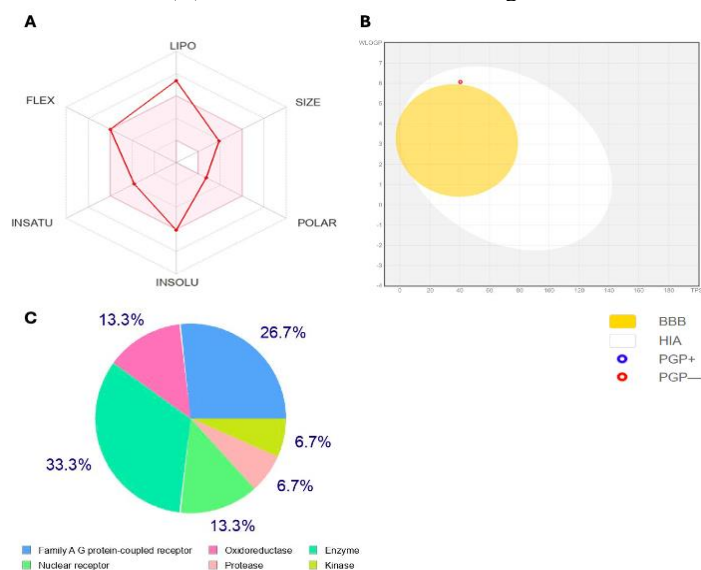 A
LIPO
FLEX
SIZE
INSATU
POLAR
INSOLU
B
WLOGP
7
6
5
4
3
2
1
0
-1
-2
-3
-4
0 20 40 60 80 100 120 140 160 180
BBB
HIA
PGP+
PGP—
C
13.3%
26.7%
33.3%
6.7%
6.7%
13.3%
Family A G protein-coupled receptor Oxidoreductase Enzyme
Nuclear receptor Protease Kinase